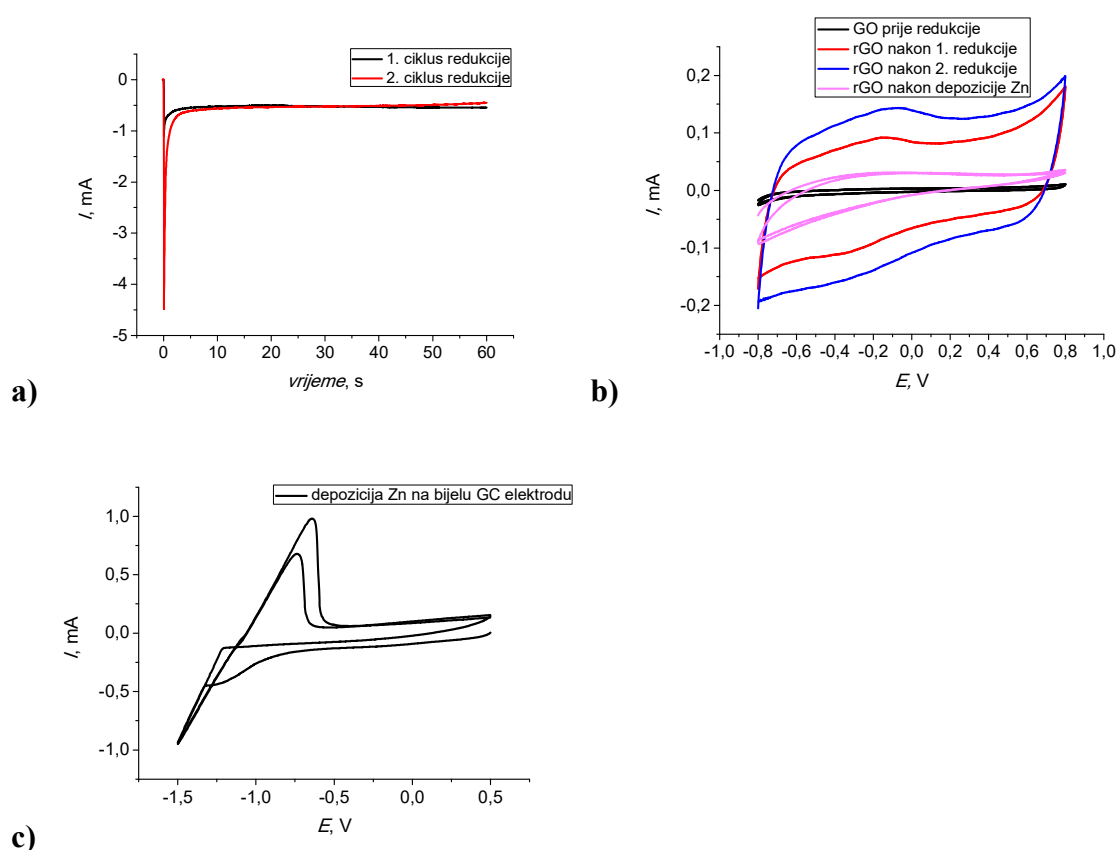 1. ciklus redukcije
2. ciklus redukcije
0
-1
-2
-3
-4
-5
I, mA
0 10 20 30 40 50 60
vrijeme, s
a)
GO prije redukcije
rGO nakon 1. redukcije
rGO nakon 2. redukcije
rGO nakon depozicije Zn
0,2
0,1
0,0
-0,1
-0,2
I, mA
-1,0 -0,8 -0,6 -0,4 -0,2 0,0 0,2 0,4 0,6 0,8 1,0
E, V
b)
depozicija Zn na bijelu GC elektrodu
1,0
0,5
0,0
-0,5
-1,0
I, mA
-1,5 -1,0 -0,5 0,0 0,5
E, V
c)